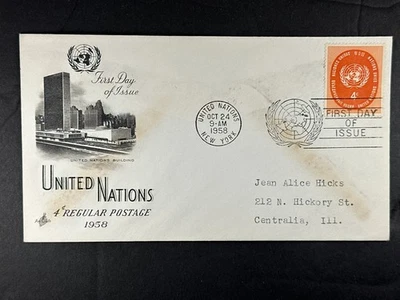 First Day
of Issue
UNITED NATIONS BUILDING
UNITED NATIONS
4¢ REGULAR POSTAGE
1958
UNITED NATIONS
OCT 24
9-AM
1958
NEW YORK
4¢
FIRST DAY
OF
ISSUE
Jean Alice Hicks
212 N. Hickory St.
Centralia, Ill.